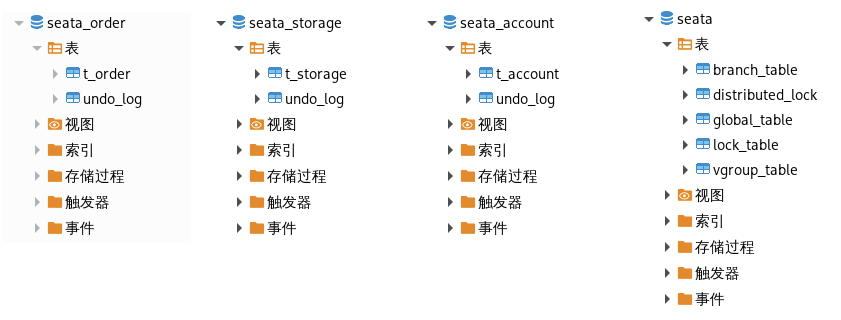 seata_order
表
t_order
undo_log
视图
索引
存储过程
触发器
事件
seata_storage
表
t_storage
undo_log
视图
索引
存储过程
触发器
事件
seata_account
表
t_account
undo_log
视图
索引
存储过程
触发器
事件
seata
表
branch_table
distributed_lock
global_table
lock_table
vgroup_table
视图
索引
存储过程
触发器
事件